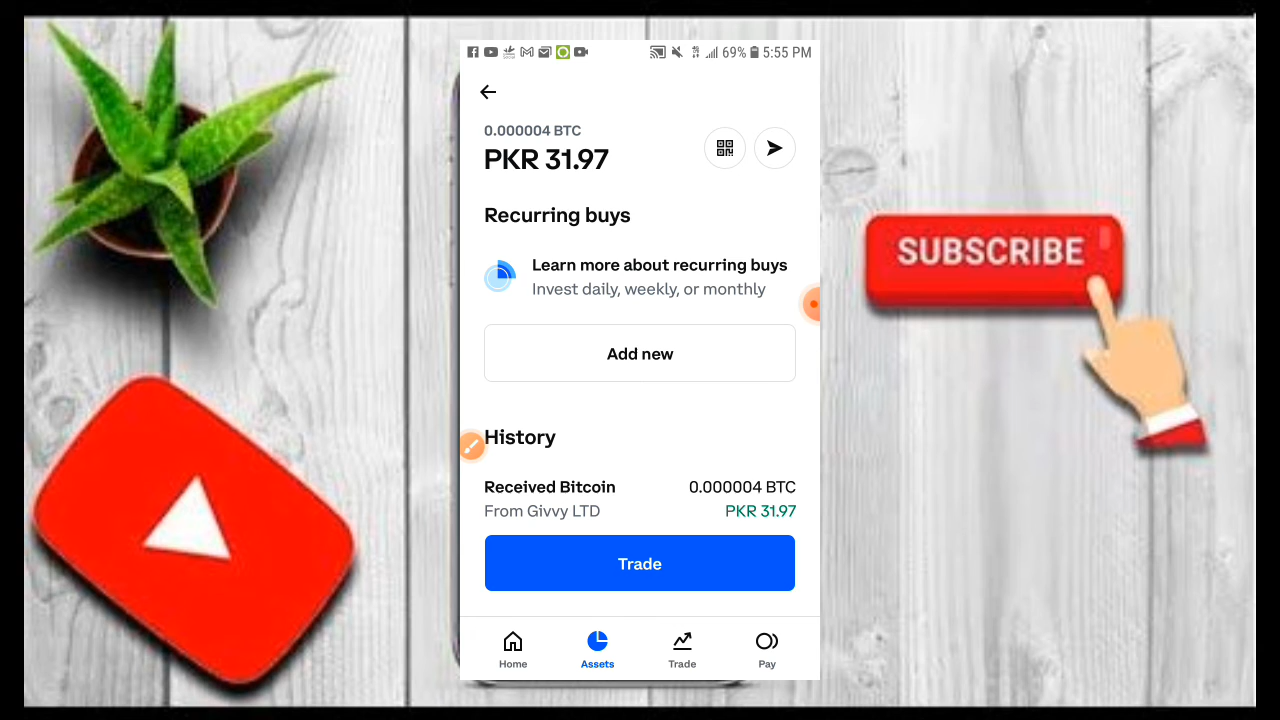 69% 5:55 PM
0.000004 BTC
PKR 31.97
Recurring buys
Learn more about recurring buys
Invest daily, weekly, or monthly
Add new
History
Received Bitcoin 0.000004 BTC
From Givvy LTD PKR 31.97
Trade
Home Assets Trade Pay
SUBSCRIBE